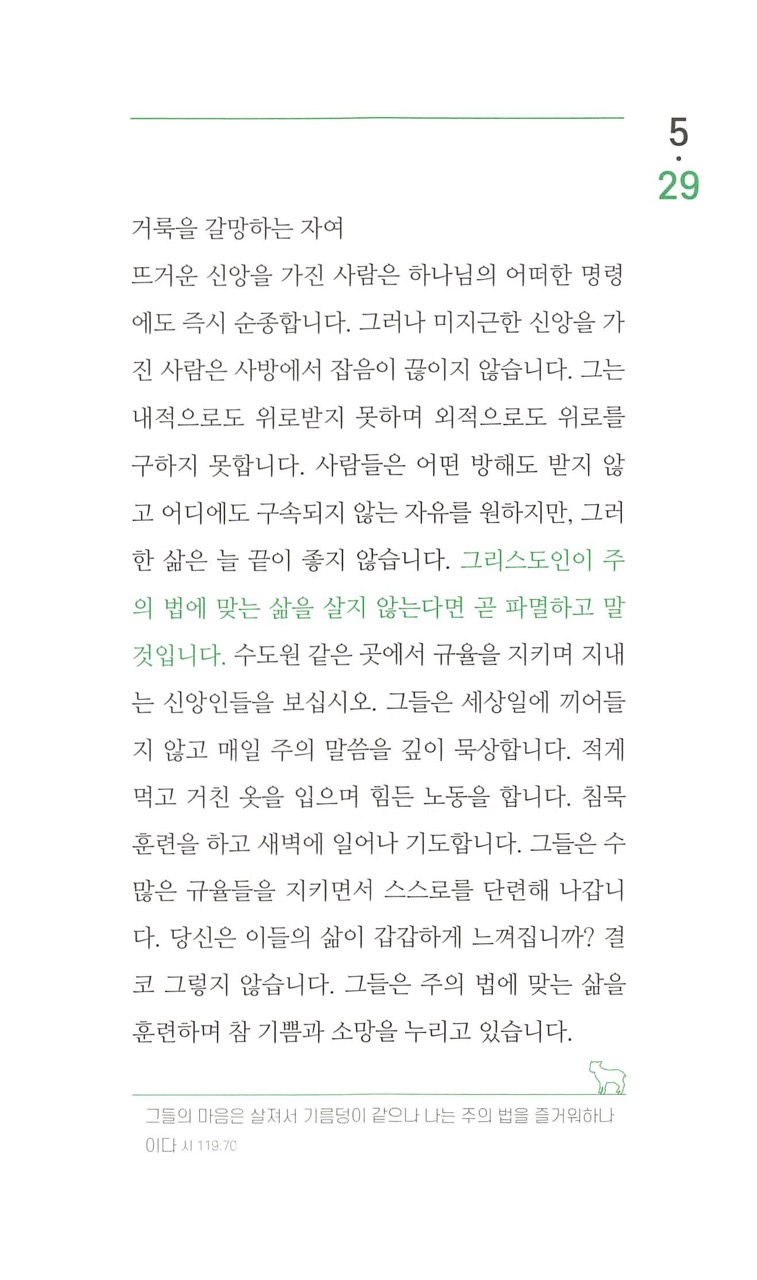 5
·
29
거룩을 갈망하는 자여
뜨거운 신앙을 가진 사람은 하나님의 어떠한 명령
에도 즉시 순종합니다. 그러나 미지근한 신앙을 가
진 사람은 사방에서 잡음이 끊이지 않습니다. 그는
내적으로도 위로받지 못하며 외적으로도 위로를
구하지 못합니다. 사람들은 어떤 방해도 받지 않
고 어디에도 구속되지 않는 자유를 원하지만, 그러
한 삶은 늘 끝이 좋지 않습니다. 그리스도인이 주
의 법에 맞는 삶을 살지 않는다면 곧 파멸하고 말
것입니다. 수도원 같은 곳에서 규율을 지키며 지내
는 신앙인들을 보십시오. 그들은 세상일에 끼어들
지 않고 매일 주의 말씀을 깊이 묵상합니다. 적게
먹고 거친 옷을 입으며 힘든 노동을 합니다. 침묵
훈련을 하고 새벽에 일어나 기도합니다. 그들은 수
많은 규율들을 지키면서 스스로를 단련해 나갑니
다. 당신은 이들의 삶이 갑갑하게 느껴집니까? 결
코 그렇지 않습니다. 그들은 주의 법에 맞는 삶을
훈련하며 참 기쁨과 소망을 누리고 있습니다.
그들의 마음은 살져서 기름덩이 같으나 나는 주의 법을 즐거워하나
이다 시 119:70